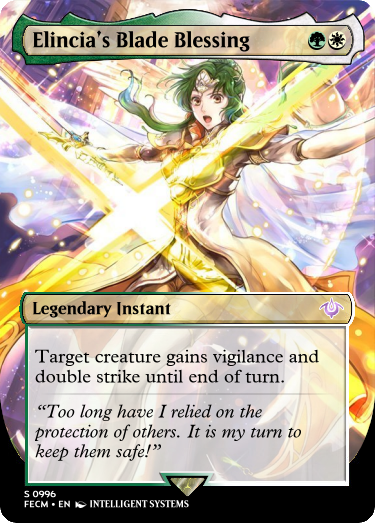 Elincia's Blade Blessing
Legendary Instant
Target creature gains vigilance and
double strike until end of turn.
“Too long have I relied on the
protection of others. It is my turn to
keep them safe!”
S 0996
FECM • EN INTELLIGENT SYSTEMS